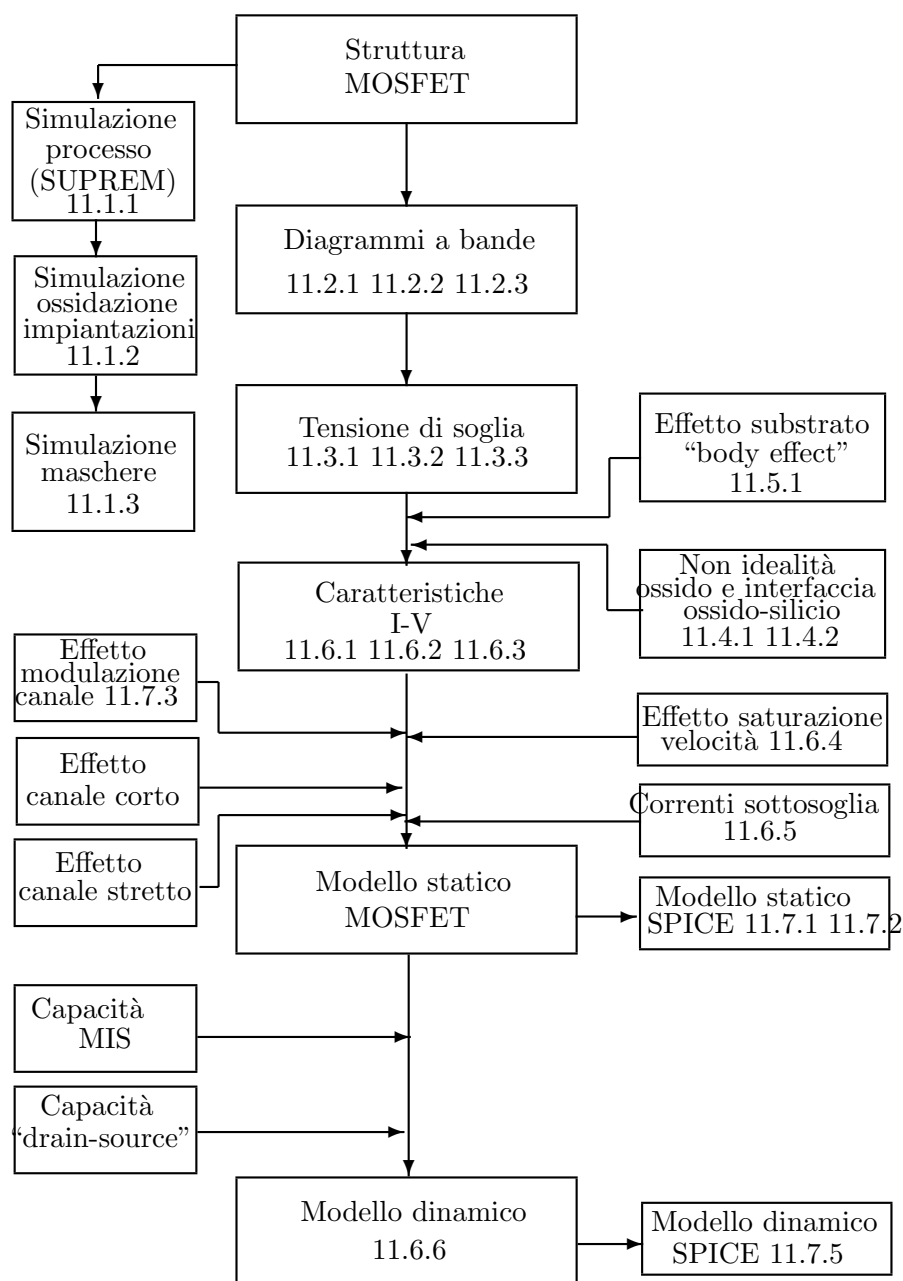 Struttura
MOSFET
Simulazione
processo
(SUPREM)
11.1.1
Diagrammi a bande
11.2.1 11.2.2 11.2.3
Simulazione
ossidazione
impiantazioni
11.1.2
Tensione di soglia
11.3.1 11.3.2 11.3.3
Effetto substrato
“body effect”
11.5.1
Simulazione
maschere
11.1.3
Non idealità
ossido e interfaccia
ossido-silicio
11.4.1 11.4.2
Caratteristiche
I-V
11.6.1 11.6.2 11.6.3
Effetto
modulazione
canale 11.7.3
Effetto saturazione
velocità 11.6.4
Effetto
canale corto
Correnti sottosoglia
11.6.5
Effetto
canale stretto
Modello statico
MOSFET
Modello statico
SPICE 11.7.1 11.7.2
Capacità
MIS
Capacità
“drain-source”
Modello dinamico
11.6.6
Modello dinamico
SPICE 11.7.5